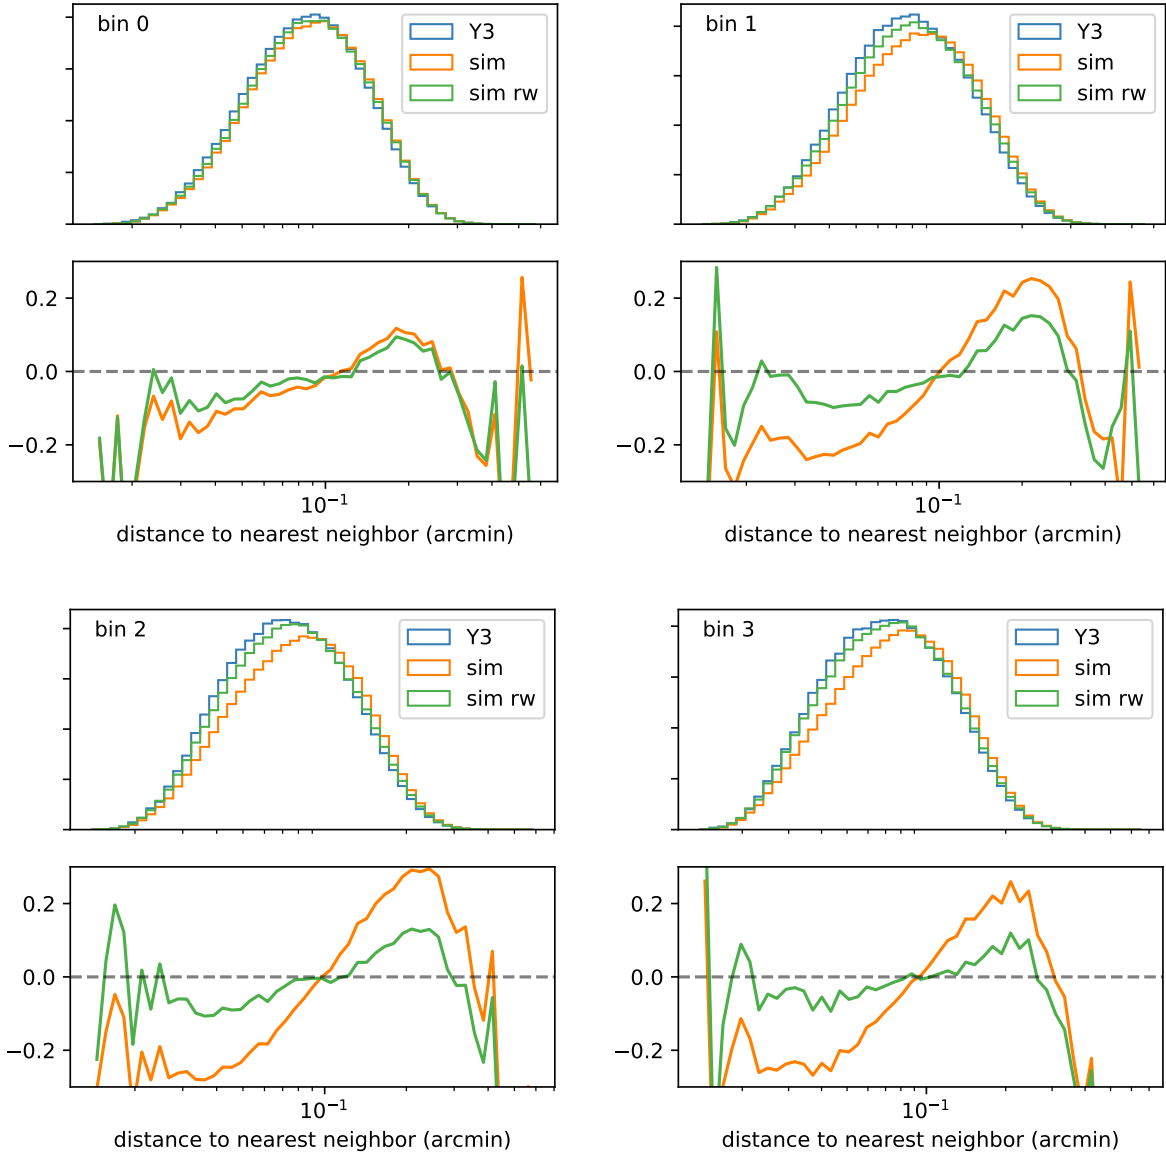 bin 0
Y3
sim
sim rw
0.2
0.0
−0.2
10⁻¹
distance to nearest neighbor (arcmin)
bin 1
Y3
sim
sim rw
0.2
0.0
−0.2
10⁻¹
distance to nearest neighbor (arcmin)
bin 2
Y3
sim
sim rw
0.2
0.0
−0.2
10⁻¹
distance to nearest neighbor (arcmin)
bin 3
Y3
sim
sim rw
0.2
0.0
−0.2
10⁻¹
distance to nearest neighbor (arcmin)